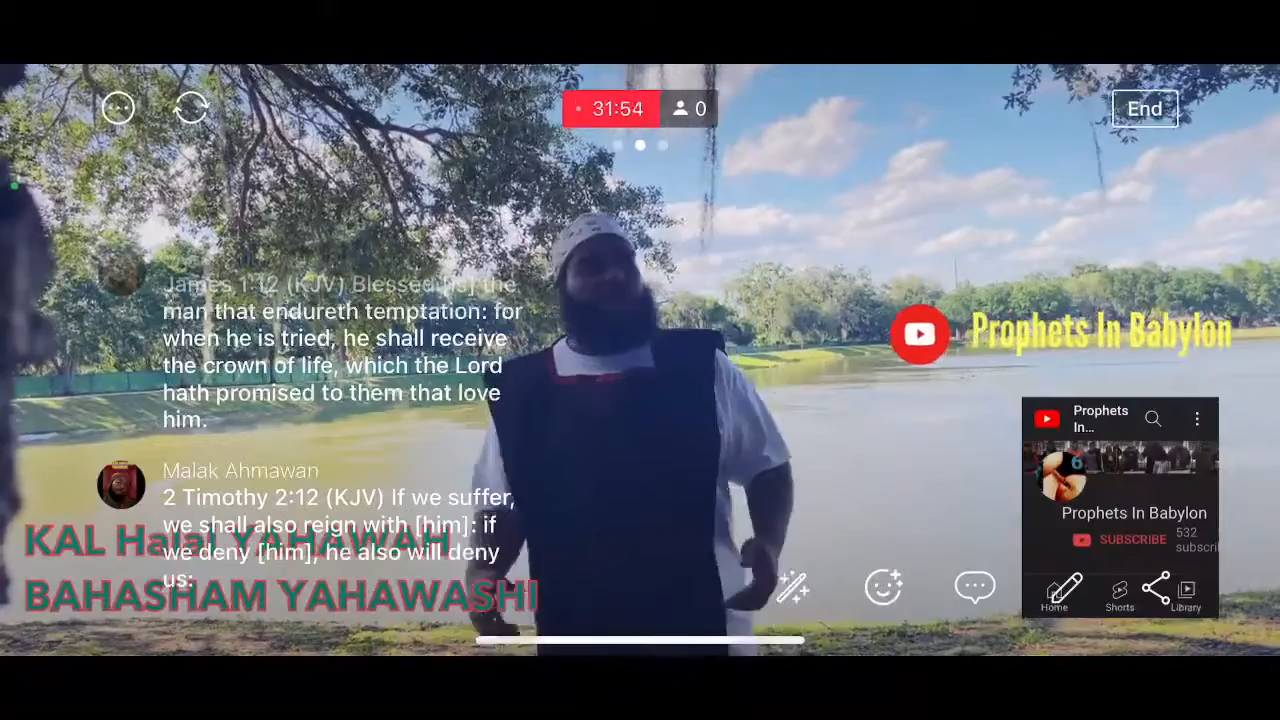 31:54
0
End
James 1:12 (KJV) Blessed [is] the
man that endureth temptation: for
when he is tried, he shall receive
the crown of life, which the Lord
hath promised to them that love
him.
Malak Ahmawan
2 Timothy 2:12 (KJV) If we suffer,
we shall also reign with [him]: if
we deny [him], he also will deny
us:
KAL Halal YAHAWAH
BAHASHAM YAHAWASHI
Prophets In Babylon
Prophets
In...
6
Prophets In Babylon
SUBSCRIBE
532
subscri
Home
Shorts
Library